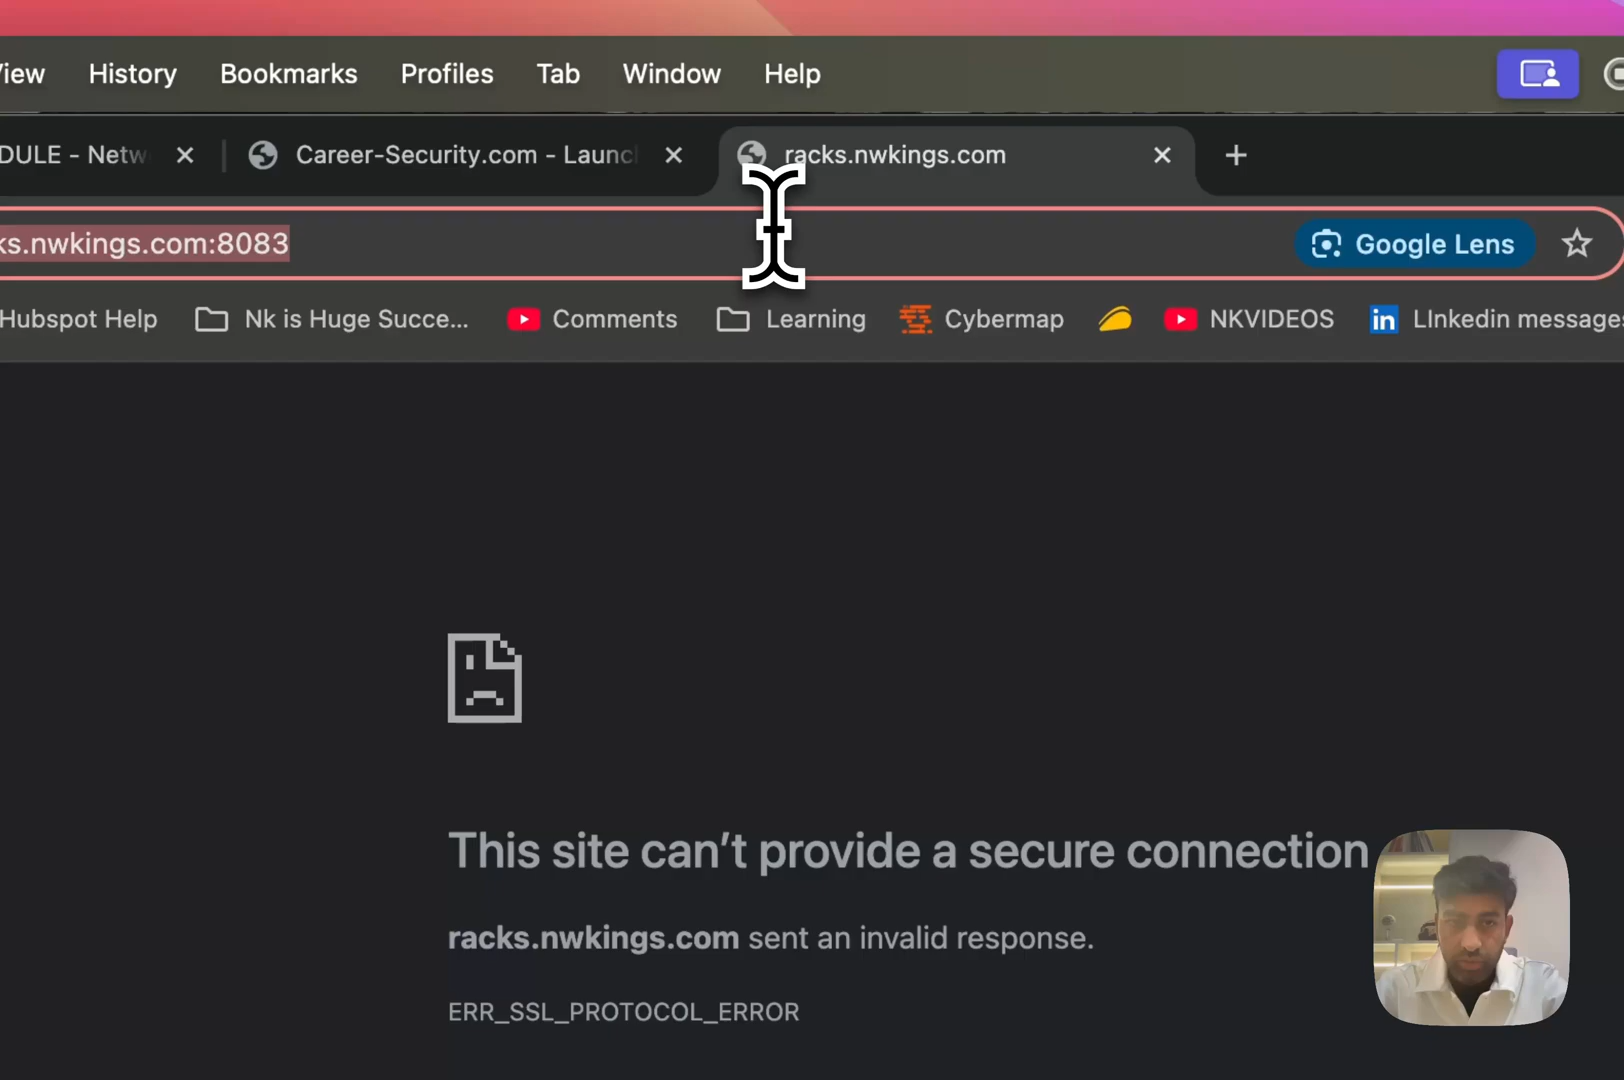 View History Bookmarks Profiles Tab Window Help
DULE - Netw Career-Security.com - Launc racks.nwkings.com
ks.nwkings.com:8083 Google Lens
Hubspot Help Nk is Huge Succe... Comments Learning Cybermap NKVIDEOS LInkedin messages
This site can’t provide a secure connection
racks.nwkings.com sent an invalid response.
ERR_SSL_PROTOCOL_ERROR